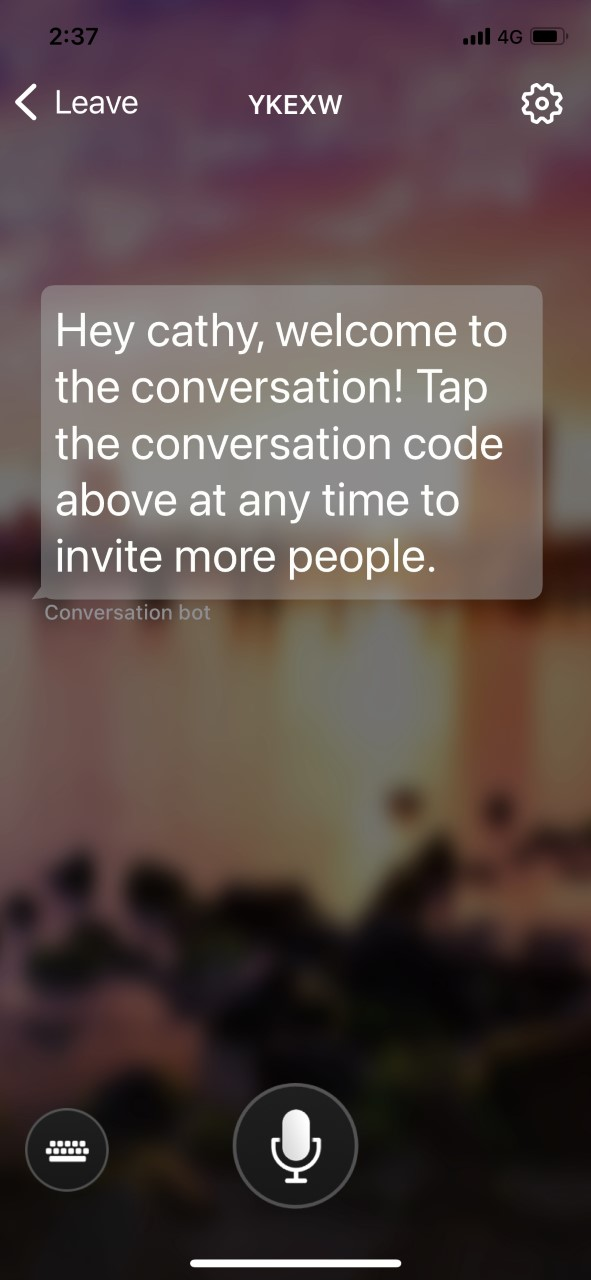 2:37
4G
Leave
YKEXW
Hey cathy, welcome to
the conversation! Tap
the conversation code
above at any time to
invite more people.
Conversation bot